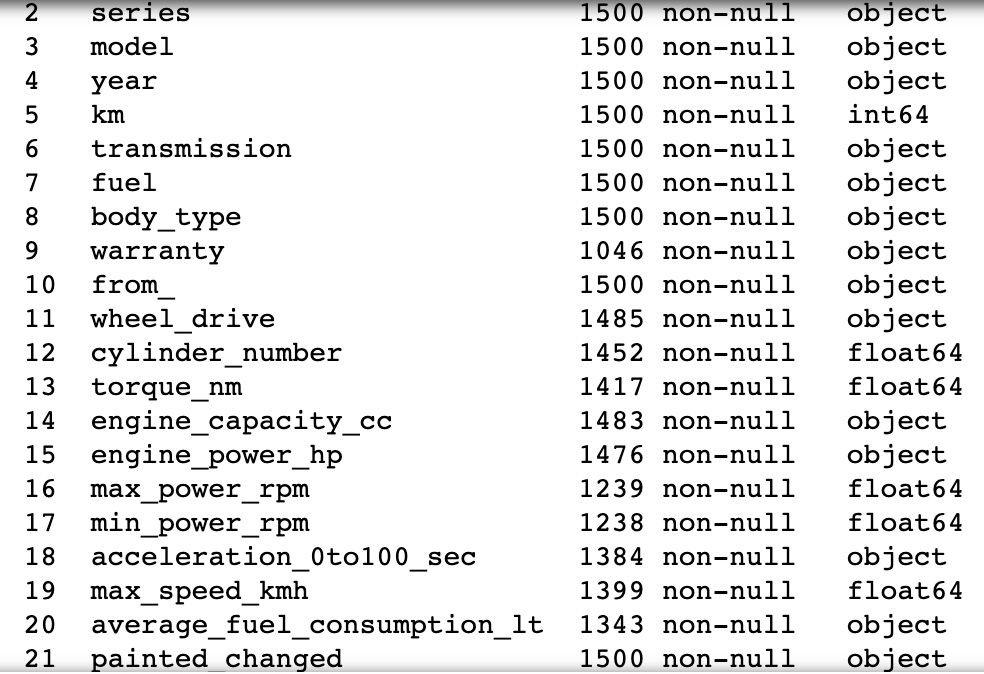 2 series 1500 non-null object
3 model 1500 non-null object
4 year 1500 non-null object
5 km 1500 non-null int64
6 transmission 1500 non-null object
7 fuel 1500 non-null object
8 body_type 1500 non-null object
9 warranty 1046 non-null object
10 from_ 1500 non-null object
11 wheel_drive 1485 non-null object
12 cylinder_number 1452 non-null float64
13 torque_nm 1417 non-null float64
14 engine_capacity_cc 1483 non-null object
15 engine_power_hp 1476 non-null object
16 max_power_rpm 1239 non-null float64
17 min_power_rpm 1238 non-null float64
18 acceleration_0to100_sec 1384 non-null object
19 max_speed_kmh 1399 non-null float64
20 average_fuel_consumption_lt 1343 non-null object
21 painted_changed 1500 non-null object